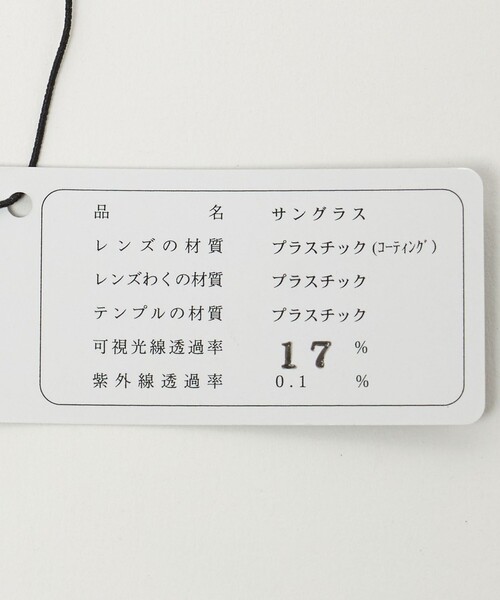 品名 サングラス
レンズの材質 プラスチック(ｺｰﾃｨﾝｸﾞ)
レンズわくの材質 プラスチック
テンプルの材質 プラスチック
可視光線透過率 17 %
紫外線透過率 0.1 %